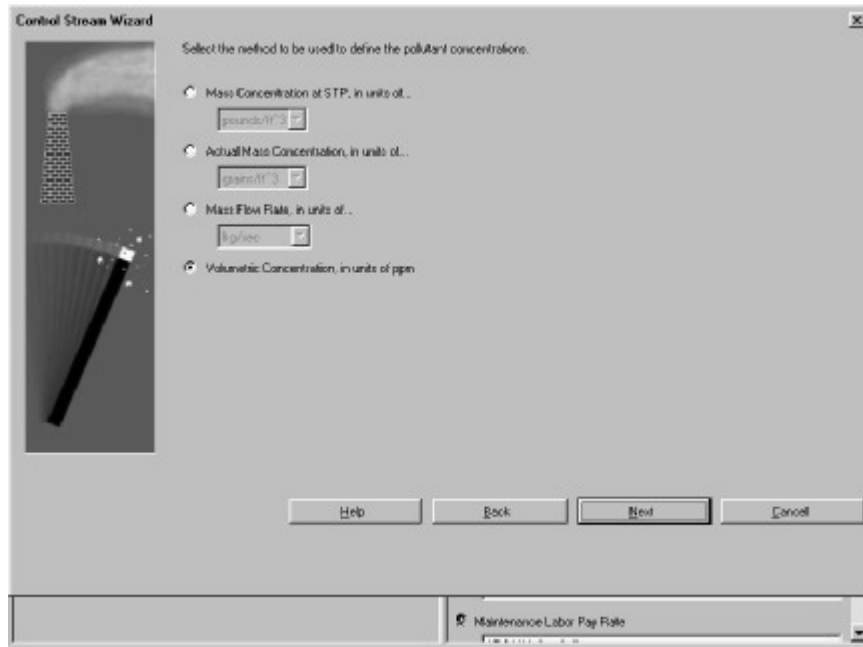 Control Stream Wizard
Select the method to be used to define the pollutant concentrations.
Mass Concentration at STP, in units of...
pounds/ft^3
Actual Mass Concentration, in units of...
grains/ft^3
Mass Flow Rate, in units of...
kg/sec
Volumetric Concentration, in units of ppm
Help
Back
Next
Cancel
Maintenance Labor Pay Rate